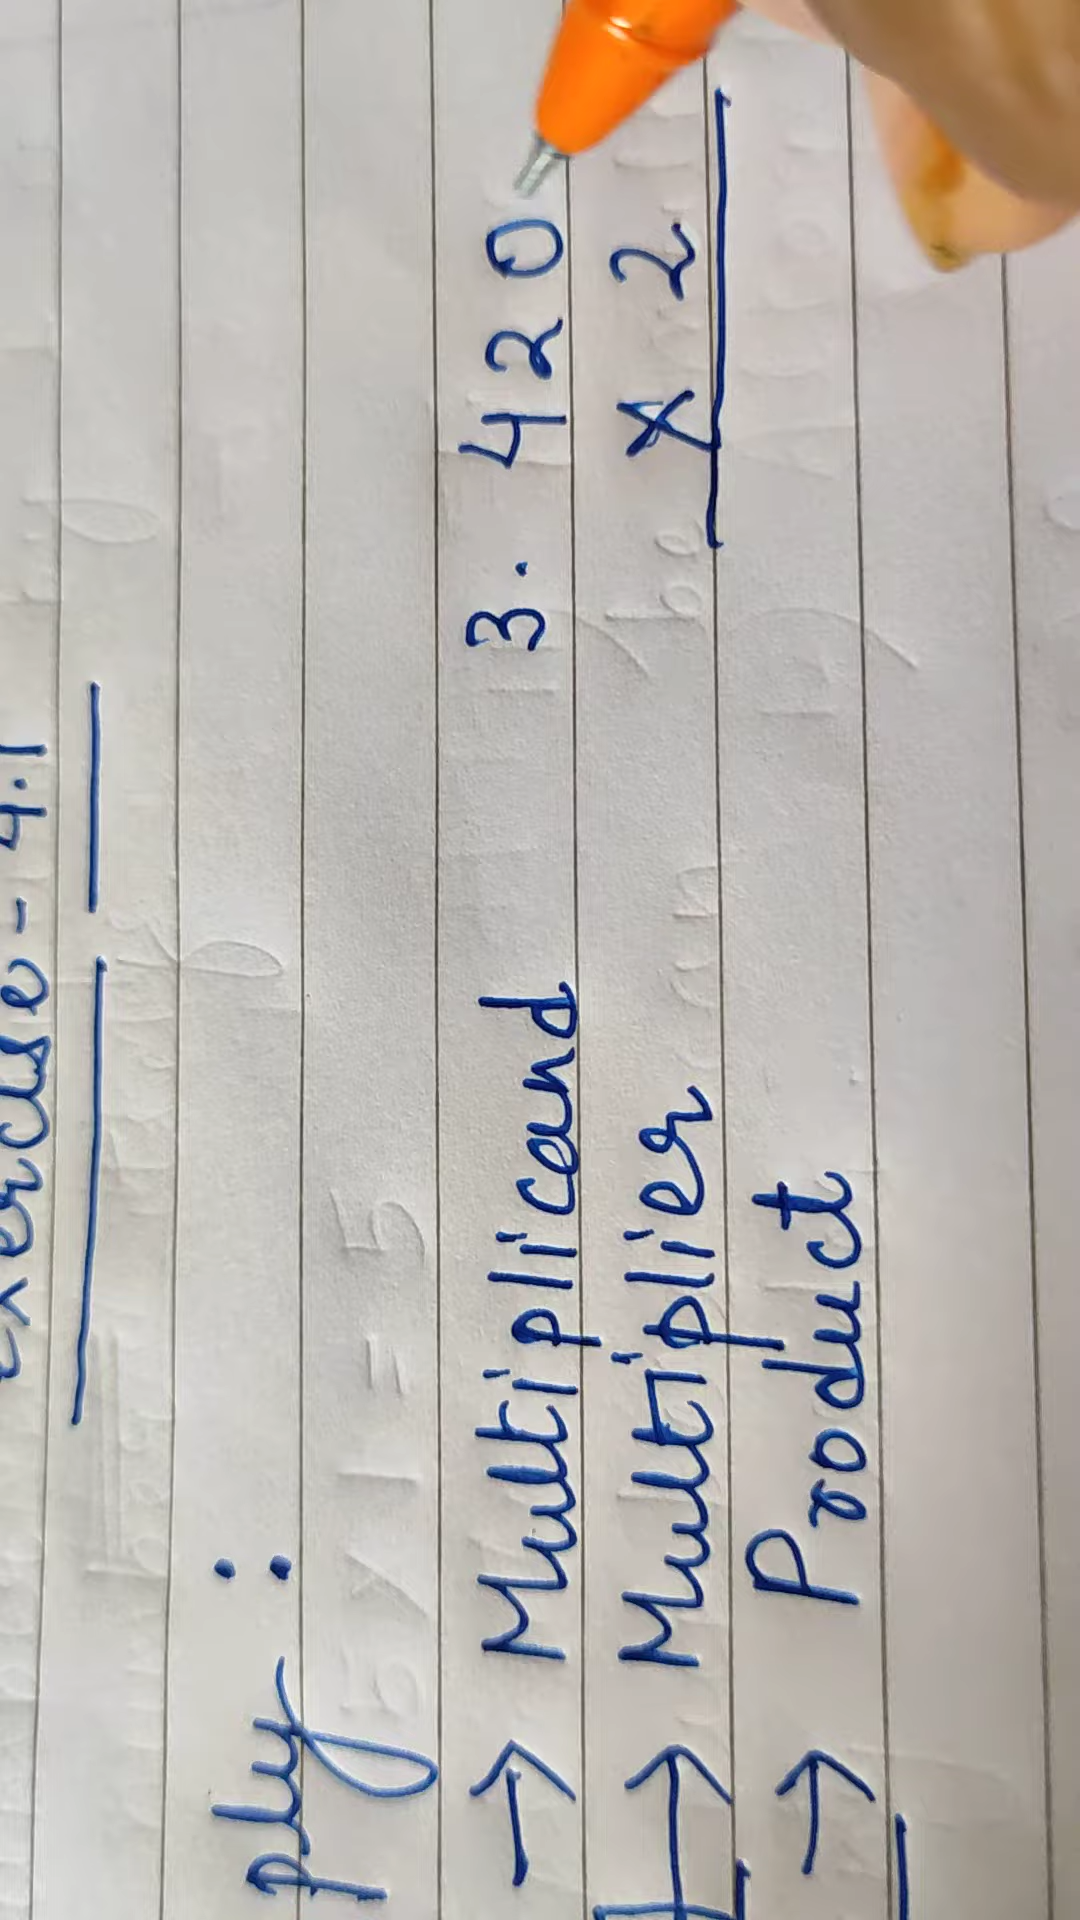 Exercise - 4.1
ply :
→ Multiplicand
3. 420
→ Multiplier
× 2
→ Product